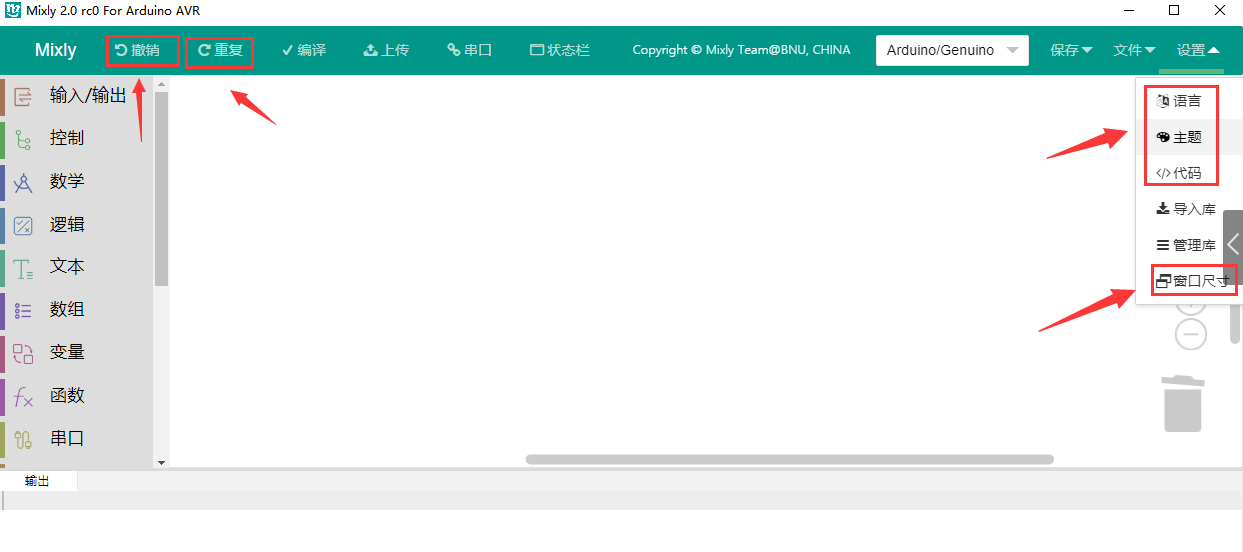 Mixly 2.0 rc0 For Arduino AVR
Mixly 撤销 重复 编译 上传 串口 状态栏 Copyright © Mixly Team@BNU, CHINA Arduino/Genuino 保存 文件 设置
输入/输出
控制
数学
逻辑
文本
数组
变量
函数
串口
语言
主题
代码
导入库
管理库
窗口尺寸
输出